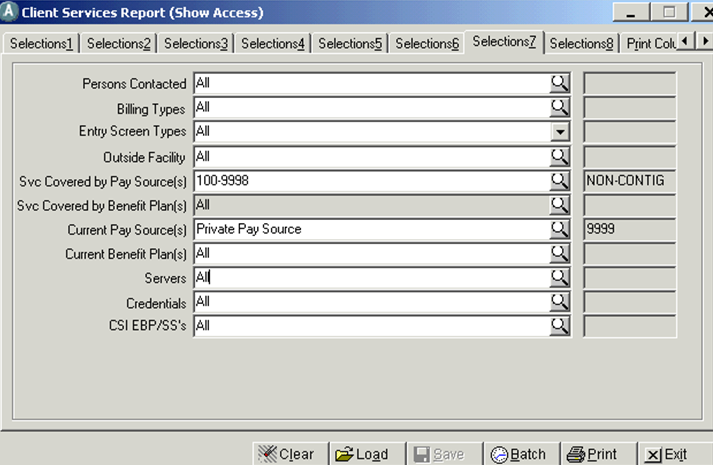 Client Services Report (Show Access)
Selections1 Selections2 Selections3 Selections4 Selections5 Selections6 Selections7 Selections8 Print Colu
Persons Contacted All
Billing Types All
Entry Screen Types All
Outside Facility All
Svc Covered by Pay Source(s) 100-9998 NON-CONTIG
Svc Covered by Benefit Plan(s) All
Current Pay Source(s) Private Pay Source 9999
Current Benefit Plan(s) All
Servers All
Credentials All
CSI EBP/SS's All
Clear Load Save Batch Print Exit